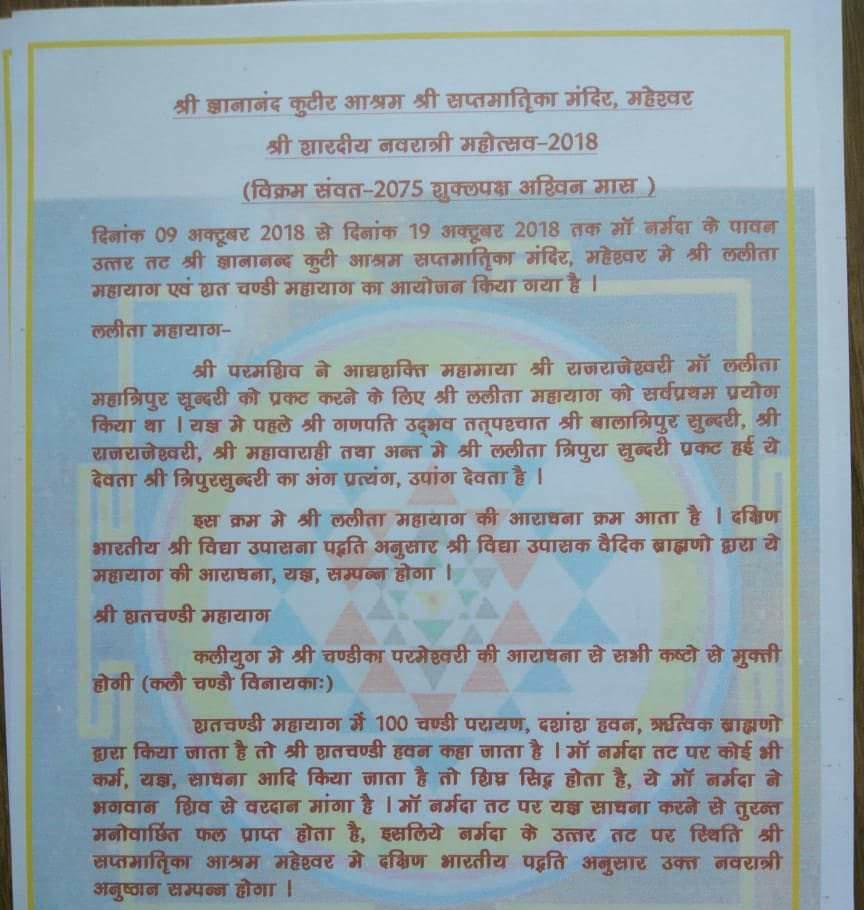 श्री ज्ञानानंद कुटीर आश्रम श्री सप्तमातृिका मंदिर, महेश्वर
श्री शारदीय नवरात्री महोत्सव-2018
(विक्रम संवत-2075 शुक्लपक्ष अश्विन मास )
दिनांक 09 अक्टूबर 2018 से दिनांक 19 अक्टूबर 2018 तक मॉ नर्मदा के पावन
उत्तर तट श्री ज्ञानानन्द कुटी आश्रम सप्तमातृिका मंदिर, महेश्वर मे श्री ललीता
महायाग एवं शत चण्डी महायाग का आयोजन किया गया है ।
ललीता महायाग-
श्री परमशिव ने आद्यशक्ति महामाया श्री राजराजेश्वरी मॉ ललीता
महात्रिपुर सून्दरी को प्रकट करने के लिए श्री ललीता महायाग को सर्वप्रथम प्रयोग
किया था । यज्ञ मे पहले श्री गणपति उद्भव तत्पश्चात श्री बालात्रिपुर सुन्दरी, श्री
राजराजेश्वरी, श्री महावाराही तथा अन्त मे श्री ललीता त्रिपुरा सुन्दरी प्रकट हुई ये
देवता श्री त्रिपुरसुन्दरी का अंग प्रत्यंग, उपांग देवता है ।
इस क्रम मे श्री ललीता महायाग की आराधना क्रम आता है । दक्षिण
भारतीय श्री विद्या उपासना पद्वति अनुसार श्री विद्या उपासक वैदिक ब्राह्मणो द्वारा ये
महायाग की आराधना, यज्ञ, सम्पन्न होगा ।
श्री शतचण्डी महायाग
कलीयुग मे श्री चण्डीका परमेश्वरी की आराधना से सभी कष्टो से मुक्ती
होगी (कलौ चण्डौ विनायकाः)
शतचण्डी महायाग में 100 चण्डी परायण, दशांश हवन, ऋत्विक ब्राह्मणो
द्वारा किया जाता है तो श्री शतचण्डी हवन कहा जाता है । मॉ नर्मदा तट पर कोई भी
कर्म, यज्ञ, साधना आदि किया जाता है तो शिघ्र सिद्व होता है, ये मॉ नर्मदा ने
भगवान शिव से वरदान मांगा है । मॉ नर्मदा तट पर यज्ञ साधना करने से तुरन्त
मनोवार्छित फल प्राप्त होता है, इसलिये नर्मदा के उत्तर तट पर स्थिति श्री
सप्तमातृिका आश्रम महेश्वर मे दक्षिण भारतीय पद्वति अनुसार उक्त नवरात्री
अनुष्ठान सम्पन्न होगा ।